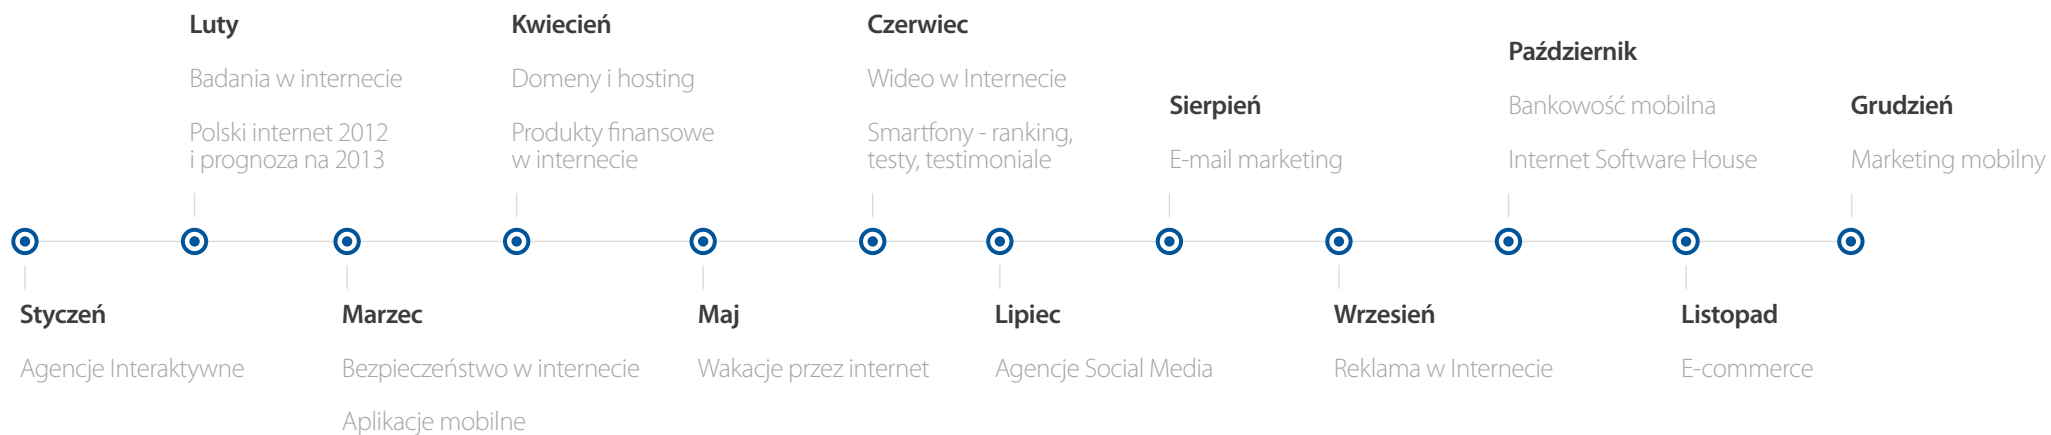 Luty
Badania w internecie
Polski internet 2012
i prognoza na 2013
Kwiecień
Domeny i hosting
Produkty finansowe
w internecie
Czerwiec
Wideo w Internecie
Smartfony - ranking,
testy, testimoniale
Sierpień
E-mail marketing
Październik
Bankowość mobilna
Internet Software House
Grudzień
Marketing mobilny
Styczeń
Agencje Interaktywne
Marzec
Bezpieczeństwo w internecie
Aplikacje mobilne
Maj
Wakacje przez internet
Lipiec
Agencje Social Media
Wrzesień
Reklama w Internecie
Listopad
E-commerce